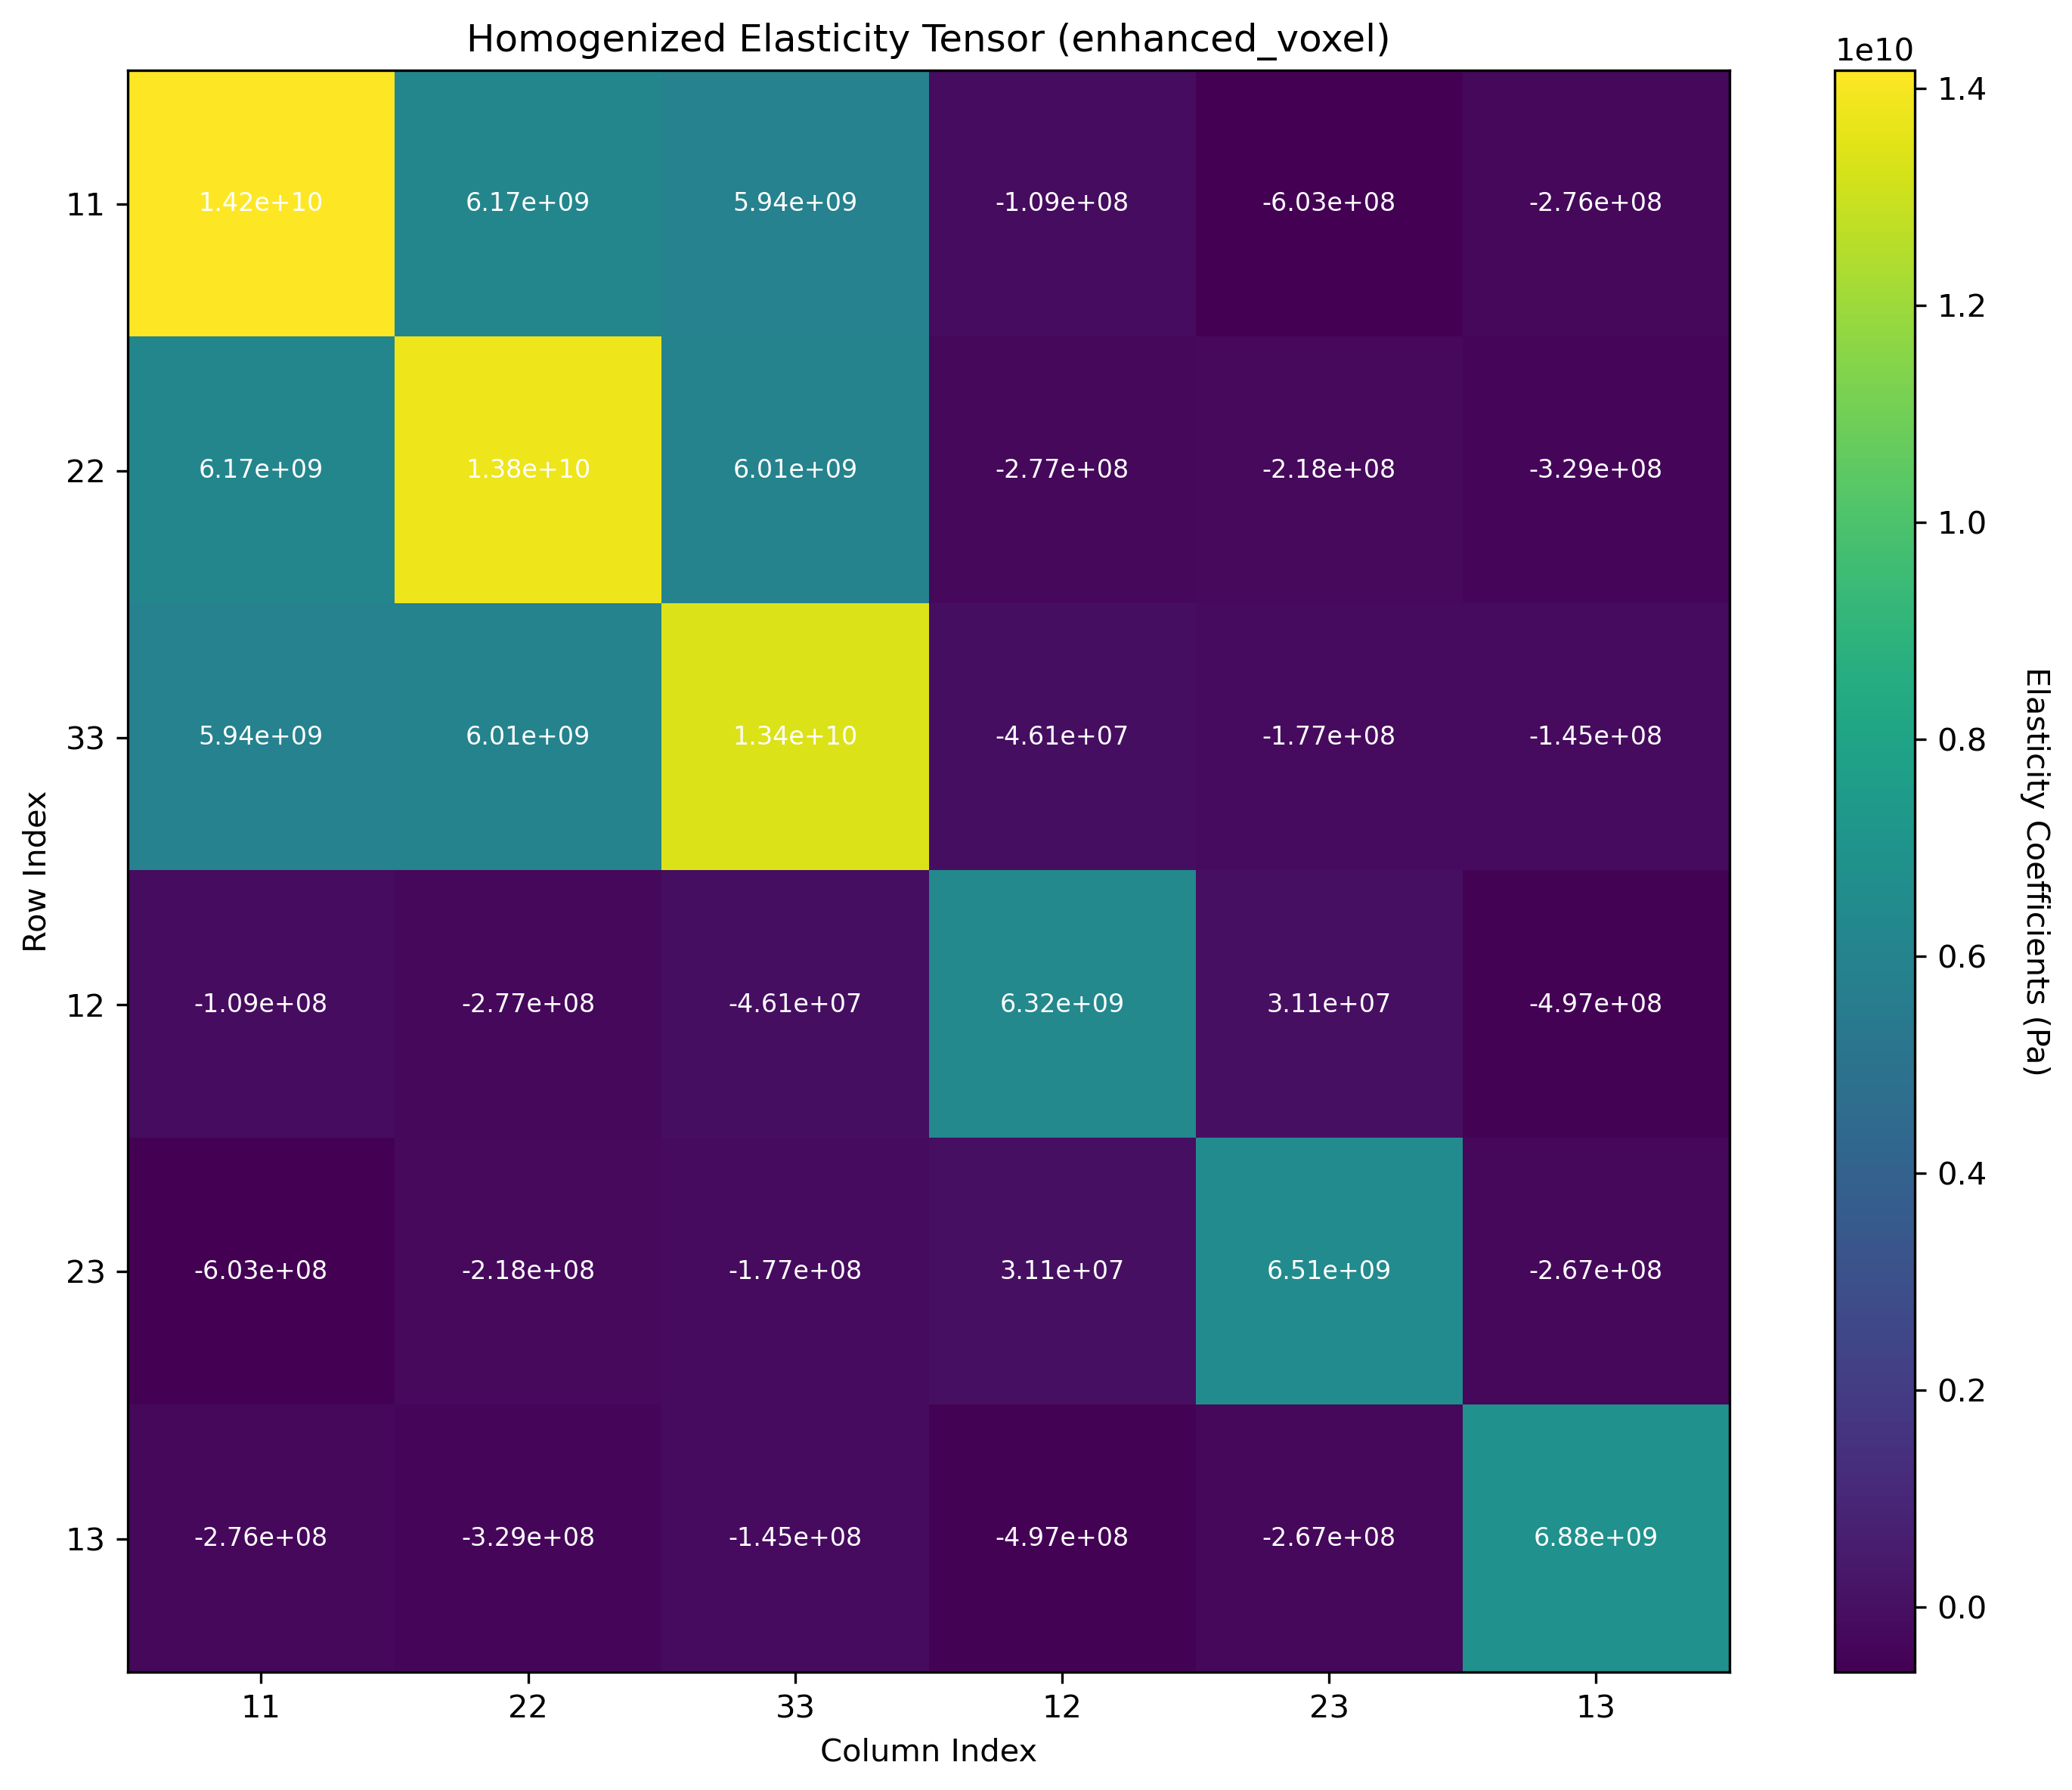 Homogenized Elasticity Tensor (enhanced_voxel)
1e10
11 1.42e+10 6.17e+09 5.94e+09 -1.09e+08 -6.03e+08 -2.76e+08
22 6.17e+09 1.38e+10 6.01e+09 -2.77e+08 -2.18e+08 -3.29e+08
33 5.94e+09 6.01e+09 1.34e+10 -4.61e+07 -1.77e+08 -1.45e+08
12 -1.09e+08 -2.77e+08 -4.61e+07 6.32e+09 3.11e+07 -4.97e+08
23 -6.03e+08 -2.18e+08 -1.77e+08 3.11e+07 6.51e+09 -2.67e+08
13 -2.76e+08 -3.29e+08 -1.45e+08 -4.97e+08 -2.67e+08 6.88e+09
11 22 33 12 23 13
Column Index
Row Index
1.4
1.2
1.0
0.8
0.6
0.4
0.2
0.0
Elasticity Coefficients (Pa)